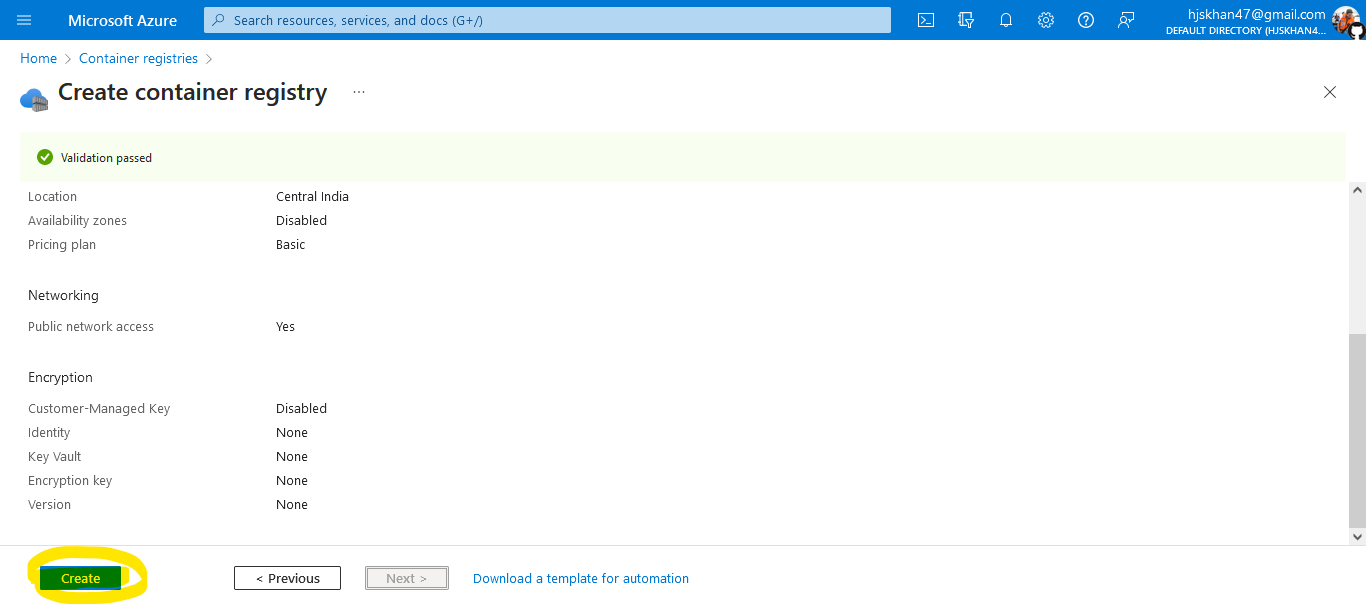 Microsoft Azure
Search resources, services, and docs (G+/)
hjskhan47@gmail.com
DEFAULT DIRECTORY (HJSKHAN4...
Home > Container registries >
Create container registry ...
Validation passed
Location Central India
Availability zones Disabled
Pricing plan Basic
Networking
Public network access Yes
Encryption
Customer-Managed Key Disabled
Identity None
Key Vault None
Encryption key None
Version None
Create < Previous Next > Download a template for automation